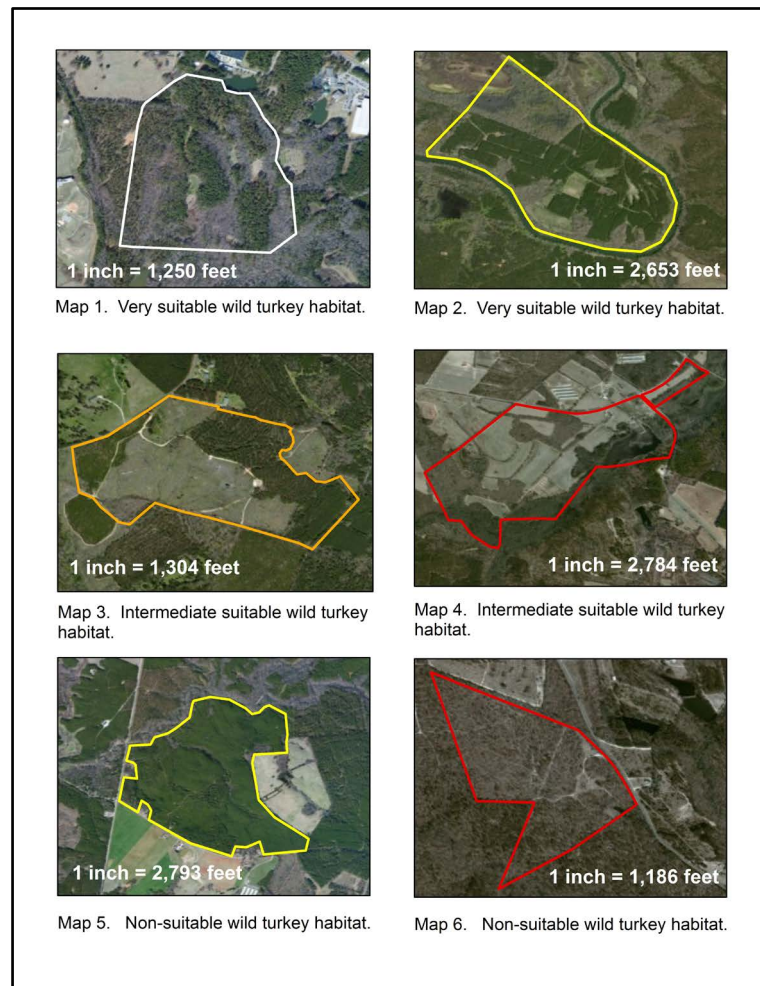 1 inch = 1,250 feet
Map 1. Very suitable wild turkey habitat.
1 inch = 2,653 feet
Map 2. Very suitable wild turkey habitat.
1 inch = 1,304 feet
Map 3. Intermediate suitable wild turkey
habitat.
1 inch = 2,784 feet
Map 4. Intermediate suitable wild turkey
habitat.
1 inch = 2,793 feet
Map 5. Non-suitable wild turkey habitat.
1 inch = 1,186 feet
Map 6. Non-suitable wild turkey habitat.